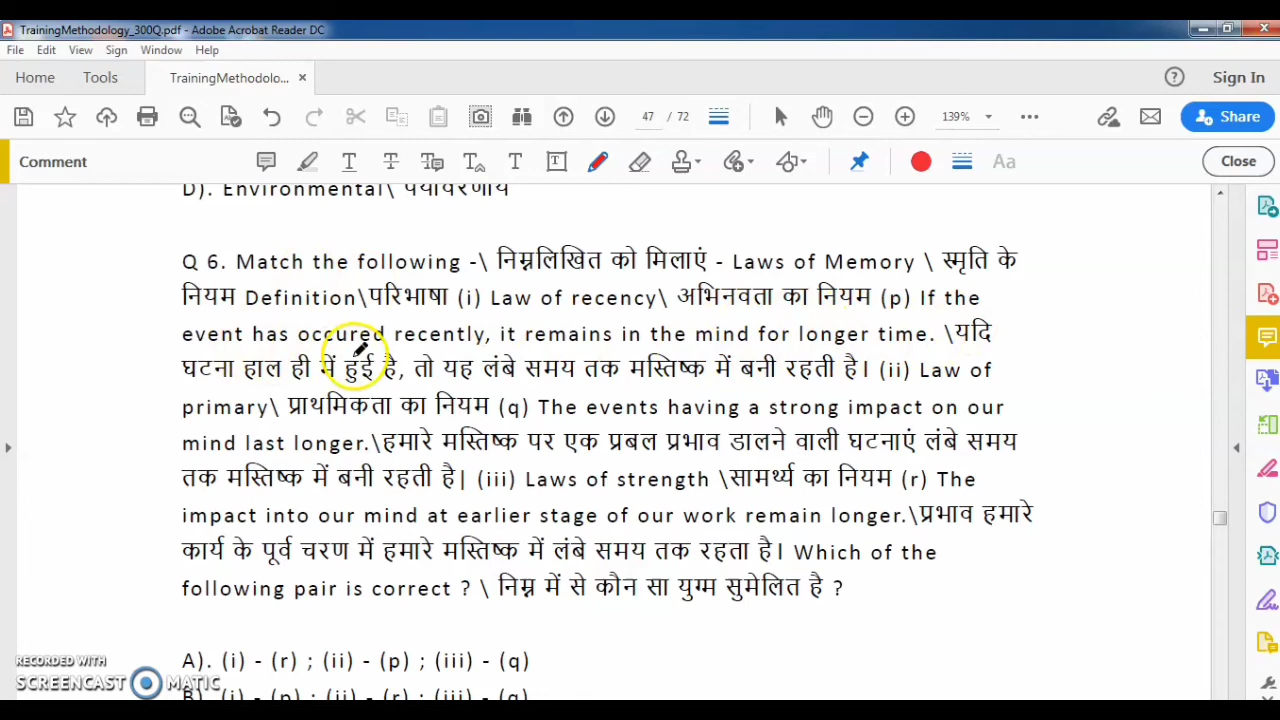 TrainingMethodology_300Q.pdf - Adobe Acrobat Reader DC
File Edit View Sign Window Help
Home Tools TrainingMethodolo... × Sign In
47 / 72 139% Share
Comment Aa Close
D). Environmental\ पर्यावरणीय
Q 6. Match the following -\ निम्नलिखित को मिलाएं - Laws of Memory \ स्मृति के
नियम Definition\परिभाषा (i) Law of recency\ अभिनवता का नियम (p) If the
event has occured recently, it remains in the mind for longer time. \यदि
घटना हाल ही में हुई है, तो यह लंबे समय तक मस्तिष्क में बनी रहती है। (ii) Law of
primary\ प्राथमिकता का नियम (q) The events having a strong impact on our
mind last longer.\हमारे मस्तिष्क पर एक प्रबल प्रभाव डालने वाली घटनाएं लंबे समय
तक मस्तिष्क में बनी रहती है| (iii) Laws of strength \सामर्थ्य का नियम (r) The
impact into our mind at earlier stage of our work remain longer.\प्रभाव हमारे
कार्य के पूर्व चरण में हमारे मस्तिष्क में लंबे समय तक रहता है। Which of the
following pair is correct ? \ निम्न में से कौन सा युग्म सुमेलित है ?
A). (i) - (r) ; (ii) - (p) ; (iii) - (q)
B). (i) - (p) ; (ii) - (r) ; (iii) - (q)
RECORDED WITH
SCREENCAST MATIC